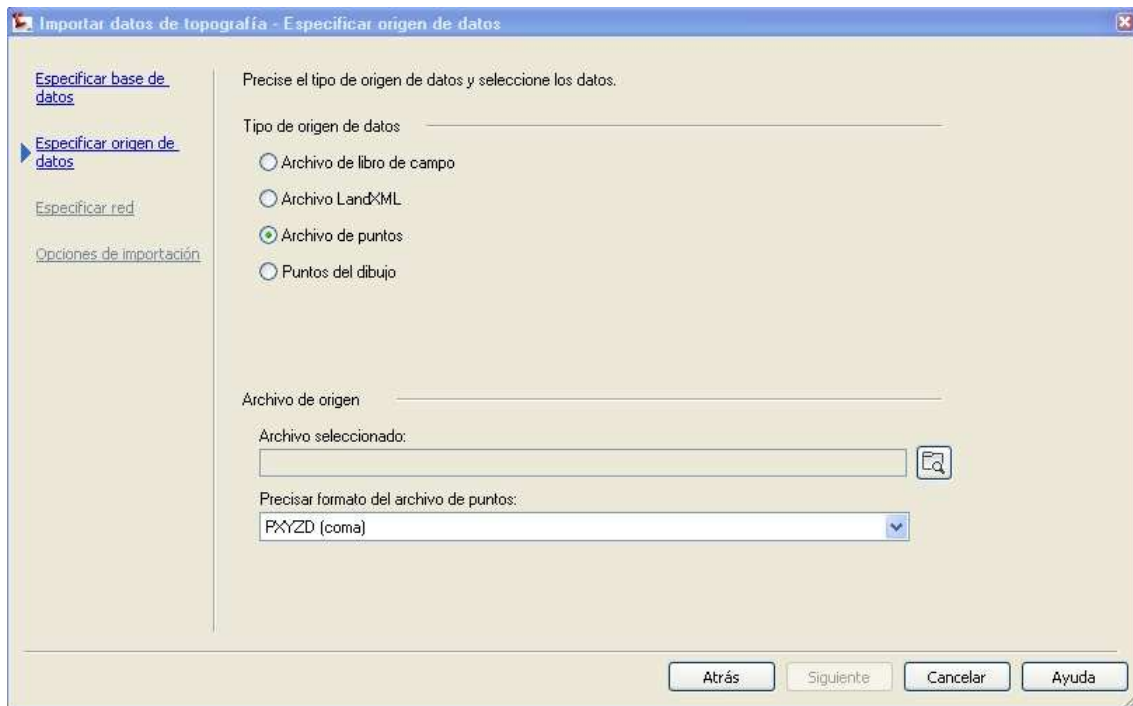 Importar datos de topografía - Especificar origen de datos
Especificar base de
datos
Especificar origen de
datos
Especificar red
Opciones de importación
Precise el tipo de origen de datos y seleccione los datos.
Tipo de origen de datos
Archivo de libro de campo
Archivo LandXML
Archivo de puntos
Puntos del dibujo
Archivo de origen
Archivo seleccionado:
Precisar formato del archivo de puntos:
PXYZD (coma)
Atrás
Siguiente
Cancelar
Ayuda